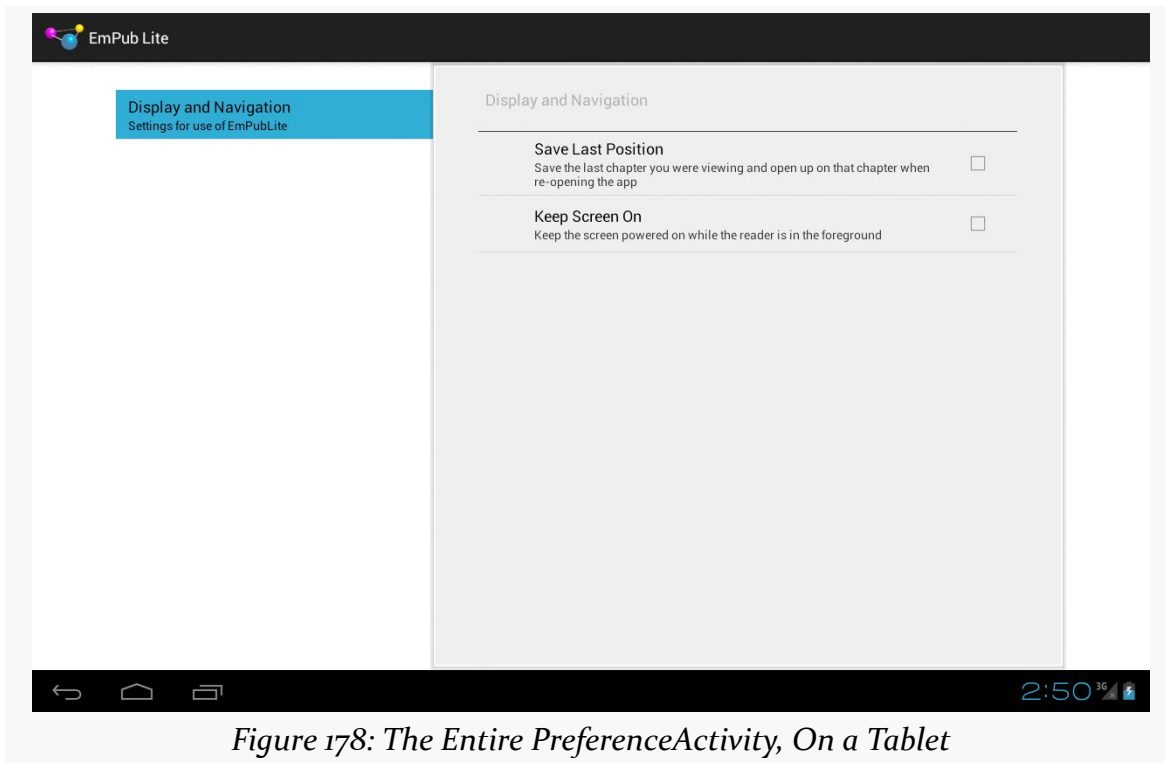 EmPub Lite
Display and Navigation
Settings for use of EmPubLite
Display and Navigation
Save Last Position
Save the last chapter you were viewing and open up on that chapter when
re-opening the app
Keep Screen On
Keep the screen powered on while the reader is in the foreground
2:50 3G
Figure 178: The Entire PreferenceActivity, On a Tablet